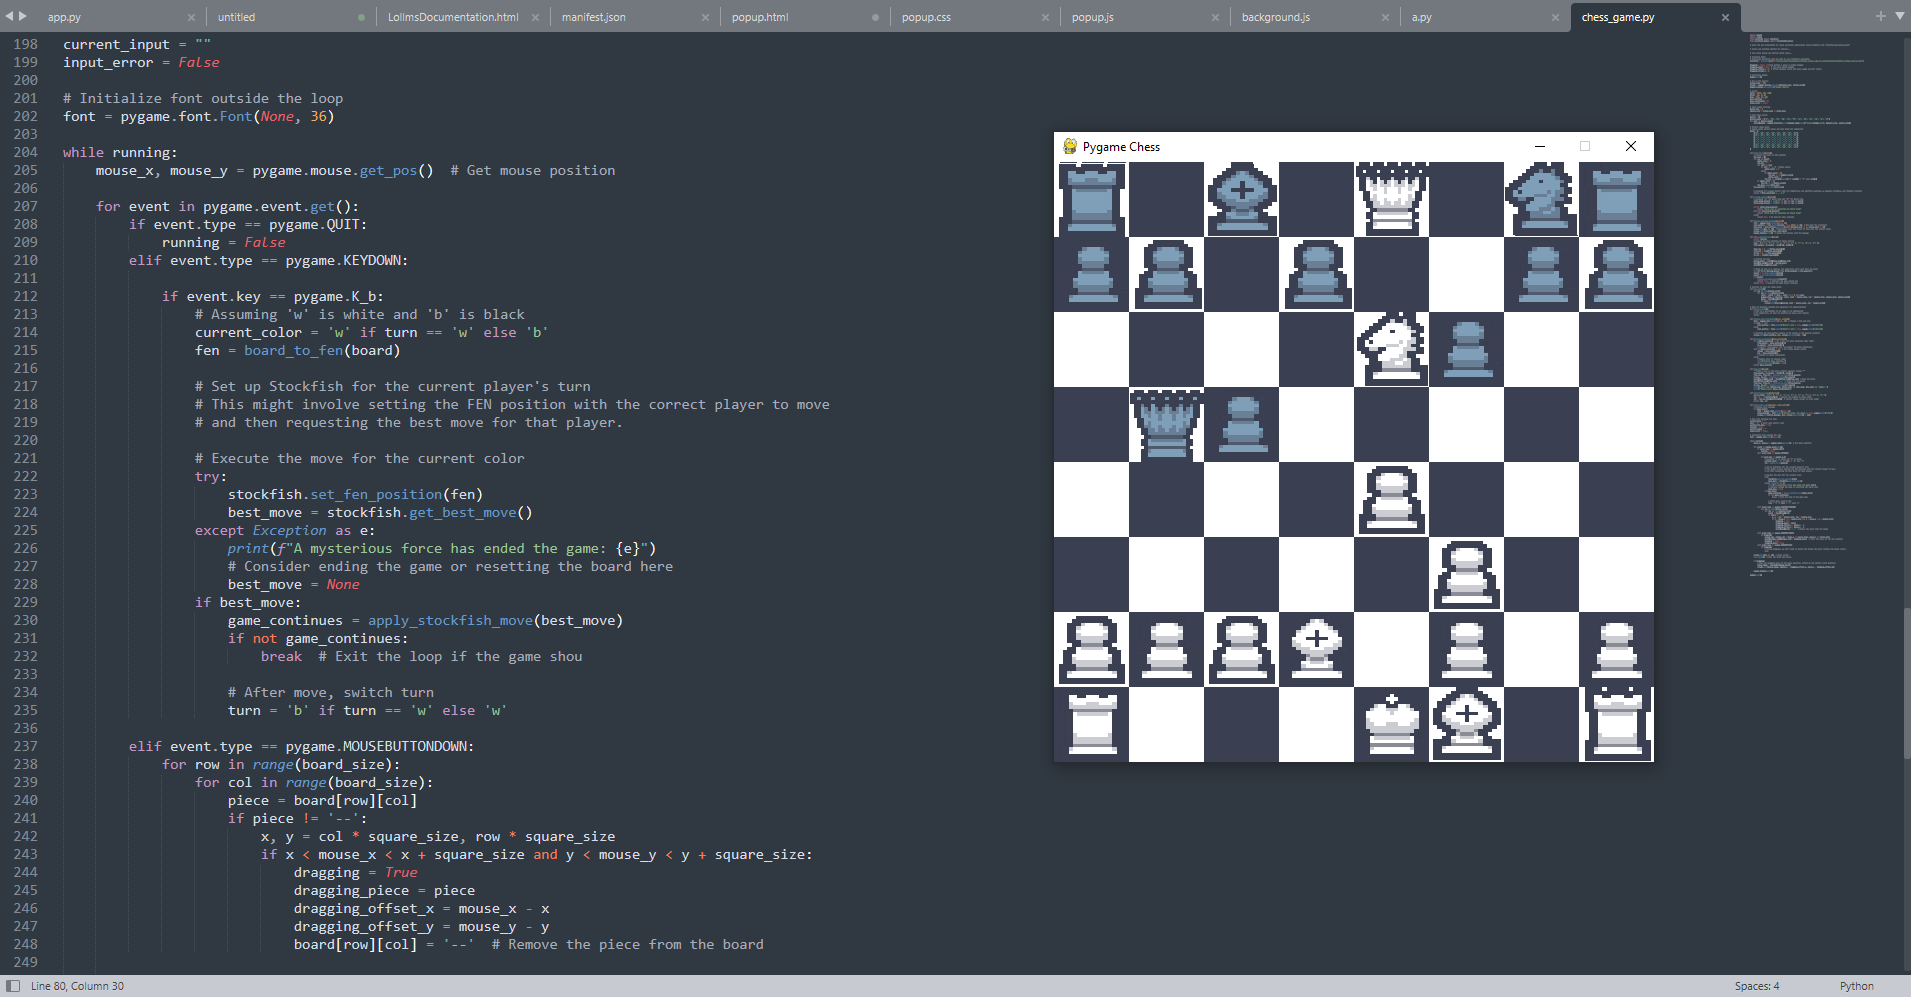 app.py
untitled
LollmsDocumentation.html
manifest.json
popup.html
popup.css
popup.js
background.js
a.py
chess_game.py
198 current_input = ""
199 input_error = False
200
201 # Initialize font outside the loop
202 font = pygame.font.Font(None, 36)
203
204 while running:
205     mouse_x, mouse_y = pygame.mouse.get_pos()  # Get mouse position
206
207     for event in pygame.event.get():
208         if event.type == pygame.QUIT:
209             running = False
210         elif event.type == pygame.KEYDOWN:
211
212             if event.key == pygame.K_b:
213                 # Assuming 'w' is white and 'b' is black
214                 current_color = 'w' if turn == 'w' else 'b'
215                 fen = board_to_fen(board)
216
217                 # Set up Stockfish for the current player's turn
218                 # This might involve setting the FEN position with the correct player to move
219                 # and then requesting the best move for that player.
220
221                 # Execute the move for the current color
222                 try:
223                     stockfish.set_fen_position(fen)
224                     best_move = stockfish.get_best_move()
225                 except Exception as e:
226                     print(f"A mysterious force has ended the game: {e}")
227                     # Consider ending the game or resetting the board here
228                     best_move = None
229                 if best_move:
230                     game_continues = apply_stockfish_move(best_move)
231                     if not game_continues:
232                         break  # Exit the loop if the game shou
233
234                     # After move, switch turn
235                     turn = 'b' if turn == 'w' else 'w'
236
237         elif event.type == pygame.MOUSEBUTTONDOWN:
238             for row in range(board_size):
239                 for col in range(board_size):
240                     piece = board[row][col]
241                     if piece != '--':
242                         x, y = col * square_size, row * square_size
243                         if x < mouse_x < x + square_size and y < mouse_y < y + square_size:
244                             dragging = True
245                             dragging_piece = piece
246                             dragging_offset_x = mouse_x - x
247                             dragging_offset_y = mouse_y - y
248                             board[row][col] = '--'  # Remove the piece from the board
249
Pygame Chess
Line 80, Column 30
Spaces: 4
Python